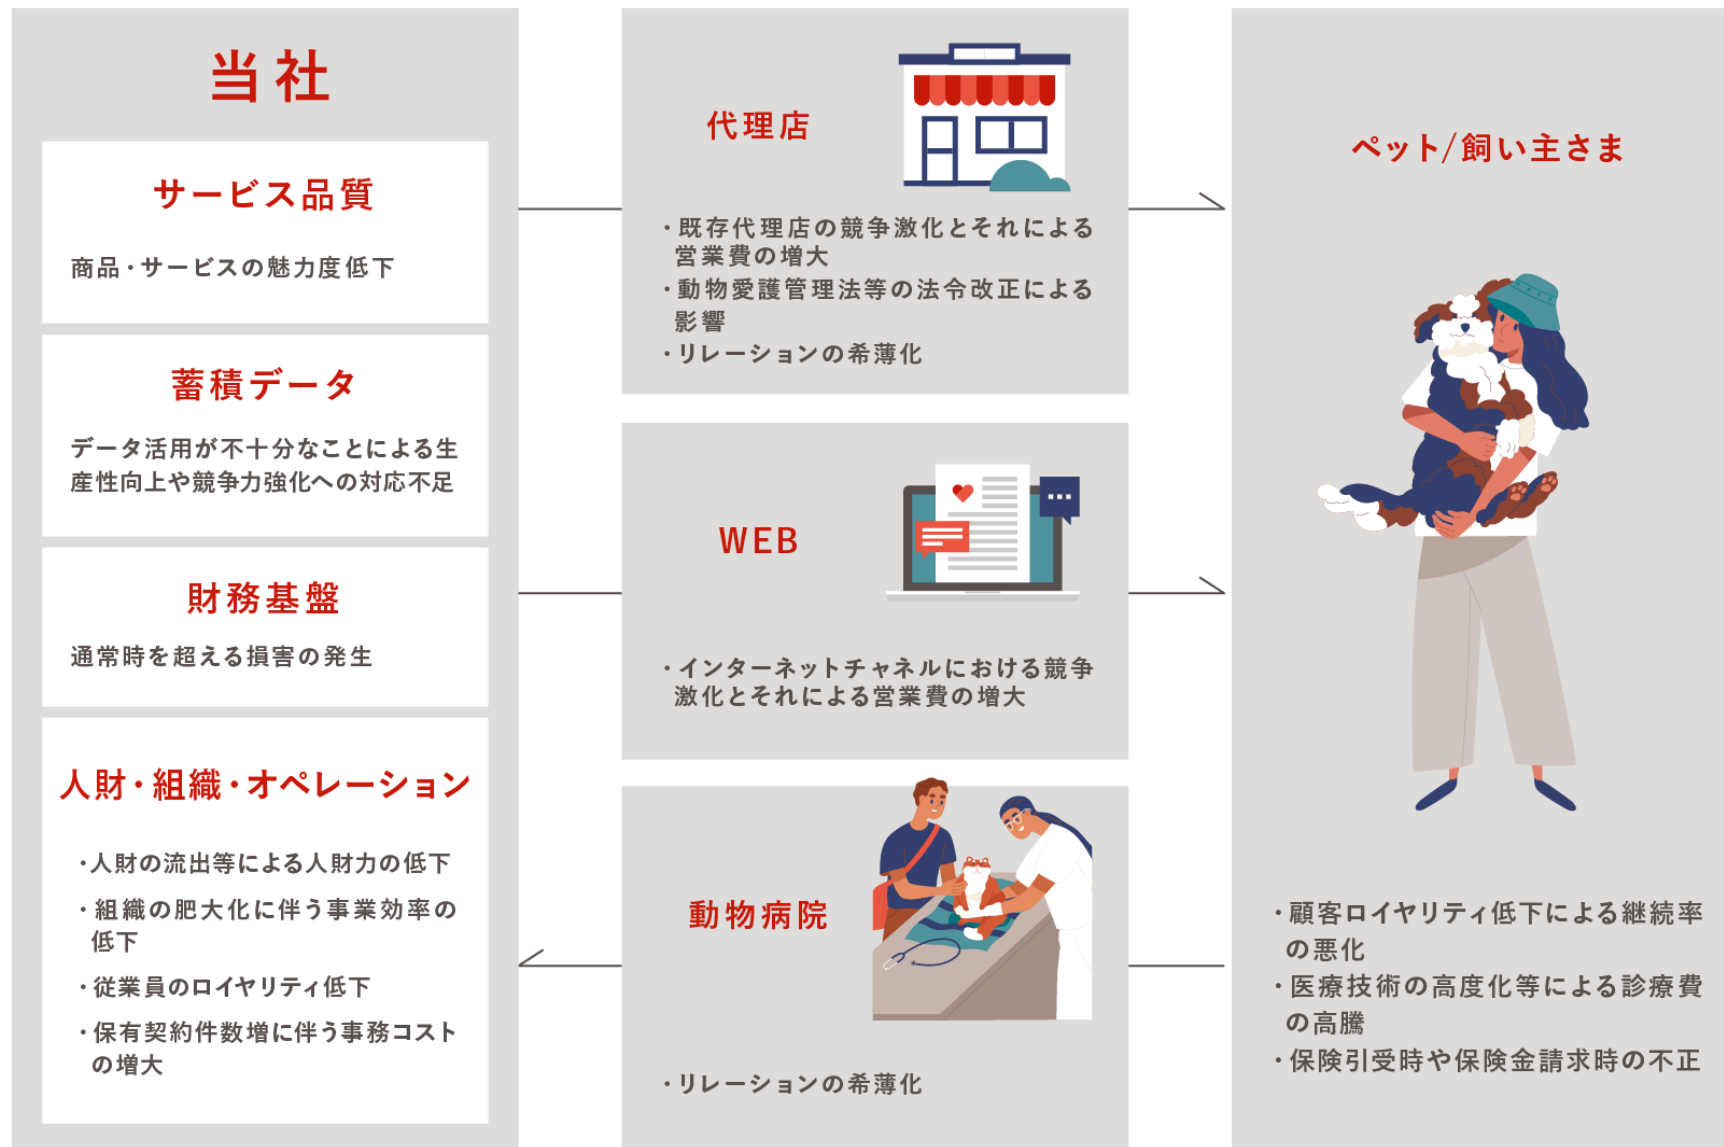 当社
サービス品質
商品・サービスの魅力度低下
蓄積データ
データ活用が不十分なことによる生
産性向上や競争力強化への対応不足
財務基盤
通常時を超える損害の発生
人財・組織・オペレーション
・人財の流出等による人財力の低下
・組織の肥大化に伴う事業効率の
低下
・従業員のロイヤリティ低下
・保有契約件数増に伴う事務コスト
の増大
代理店
・既存代理店の競争激化とそれによる
営業費の増大
・動物愛護管理法等の法令改正による
影響
・リレーションの希薄化
WEB
・インターネットチャネルにおける競争
激化とそれによる営業費の増大
動物病院
・リレーションの希薄化
ペット/飼い主さま
・顧客ロイヤリティ低下による継続率
の悪化
・医療技術の高度化等による診療費
の高騰
・保険引受時や保険金請求時の不正